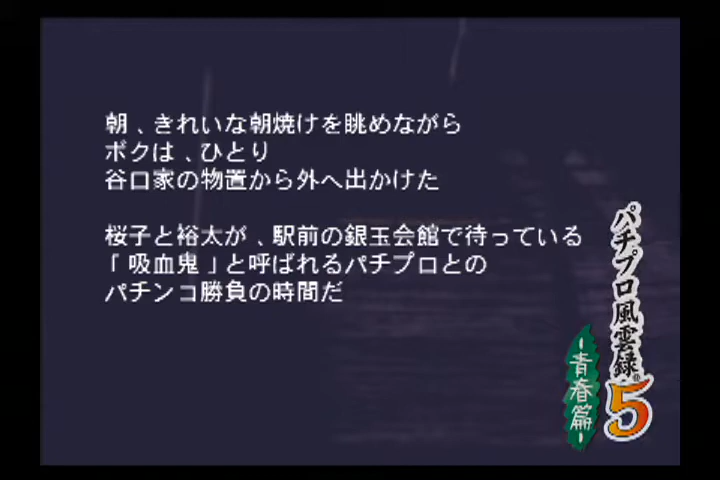 朝、きれいな朝焼けを眺めながら
ボクは、ひとり
谷口家の物置から外へ出かけた
桜子と裕太が、駅前の銀玉会館で待っている
「吸血鬼」と呼ばれるパチプロとの
パチンコ勝負の時間だ
パチプロ風雲録®5
-青春篇-